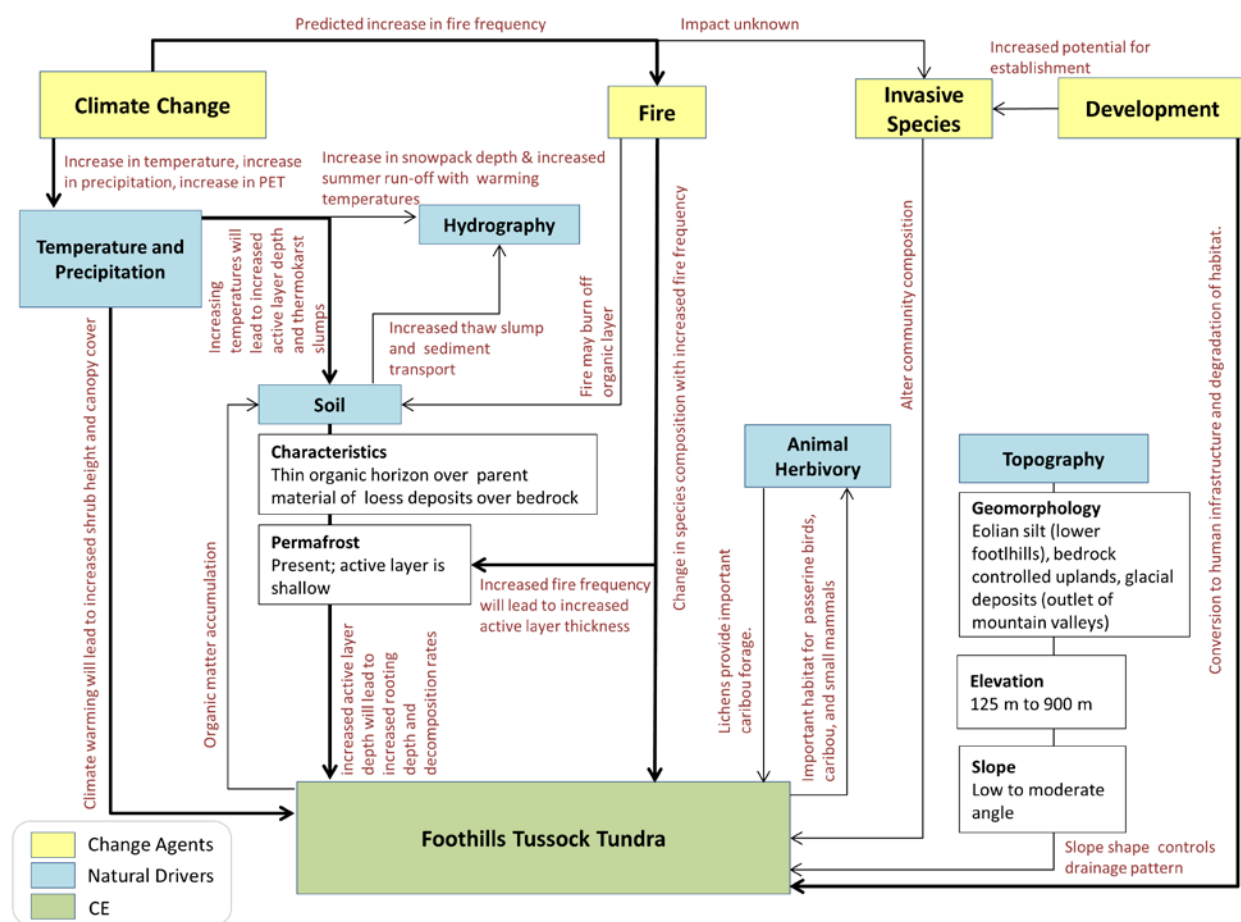 Predicted increase in fire frequency
Impact unknown
Increased potential for
establishment
Climate Change
Fire
Invasive
Species
Development
Increase in temperature, increase
in precipitation, increase in PET
Increase in snowpack depth & increased
summer run-off with warming
temperatures
Temperature and
Precipitation
Hydrography
Increasing
temperatures will
lead to increased
active layer depth
and thermokarst
slumps
Increased thaw slump
and sediment
transport
Fire may burn off
organic layer
Change in species composition with increased fire frequency
Alter community composition
Conversion to human infrastructure and degradation of habitat.
Climate warming will lead to increased shrub height and canopy cover
Soil
Characteristics
Thin organic horizon over parent
material of loess deposits over bedrock
Permafrost
Present; active layer is
shallow
Increased fire frequency
will lead to increased
active layer thickness
Organic matter accumulation
increased active layer
depth will lead to
increased rooting
depth and
decomposition rates
Animal
Herbivory
Lichens provide important
caribou forage.
Important habitat for passerine birds,
caribou, and small mammals
Topography
Geomorphology
Eolian silt (lower
foothills), bedrock
controlled uplands, glacial
deposits (outlet of
mountain valleys)
Elevation
125 m to 900 m
Slope
Low to moderate
angle
Slope shape controls
drainage pattern
Foothills Tussock Tundra
Change Agents
Natural Drivers
CE